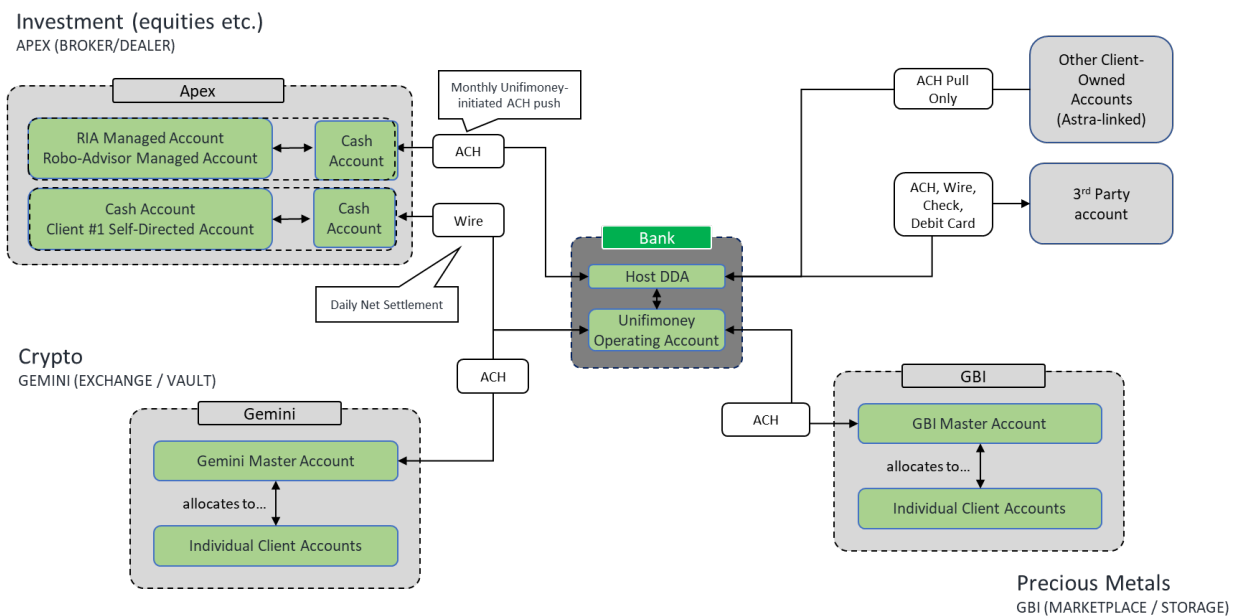 Investment (equities etc.)
APEX (BROKER/DEALER)
Apex
RIA Managed Account
Robo-Advisor Managed Account
Cash
Account
Cash Account
Client #1 Self-Directed Account
Cash
Account
Monthly Unifimoney-
initiated ACH push
ACH
Wire
Daily Net Settlement
ACH Pull
Only
Other Client-
Owned
Accounts
(Astra-linked)
ACH, Wire,
Check,
Debit Card
3rd Party
account
Bank
Host DDA
Unifimoney
Operating Account
Crypto
GEMINI (EXCHANGE / VAULT)
ACH
Gemini
Gemini Master Account
allocates to...
Individual Client Accounts
ACH
GBI
GBI Master Account
allocates to...
Individual Client Accounts
Precious Metals
GBI (MARKETPLACE / STORAGE)